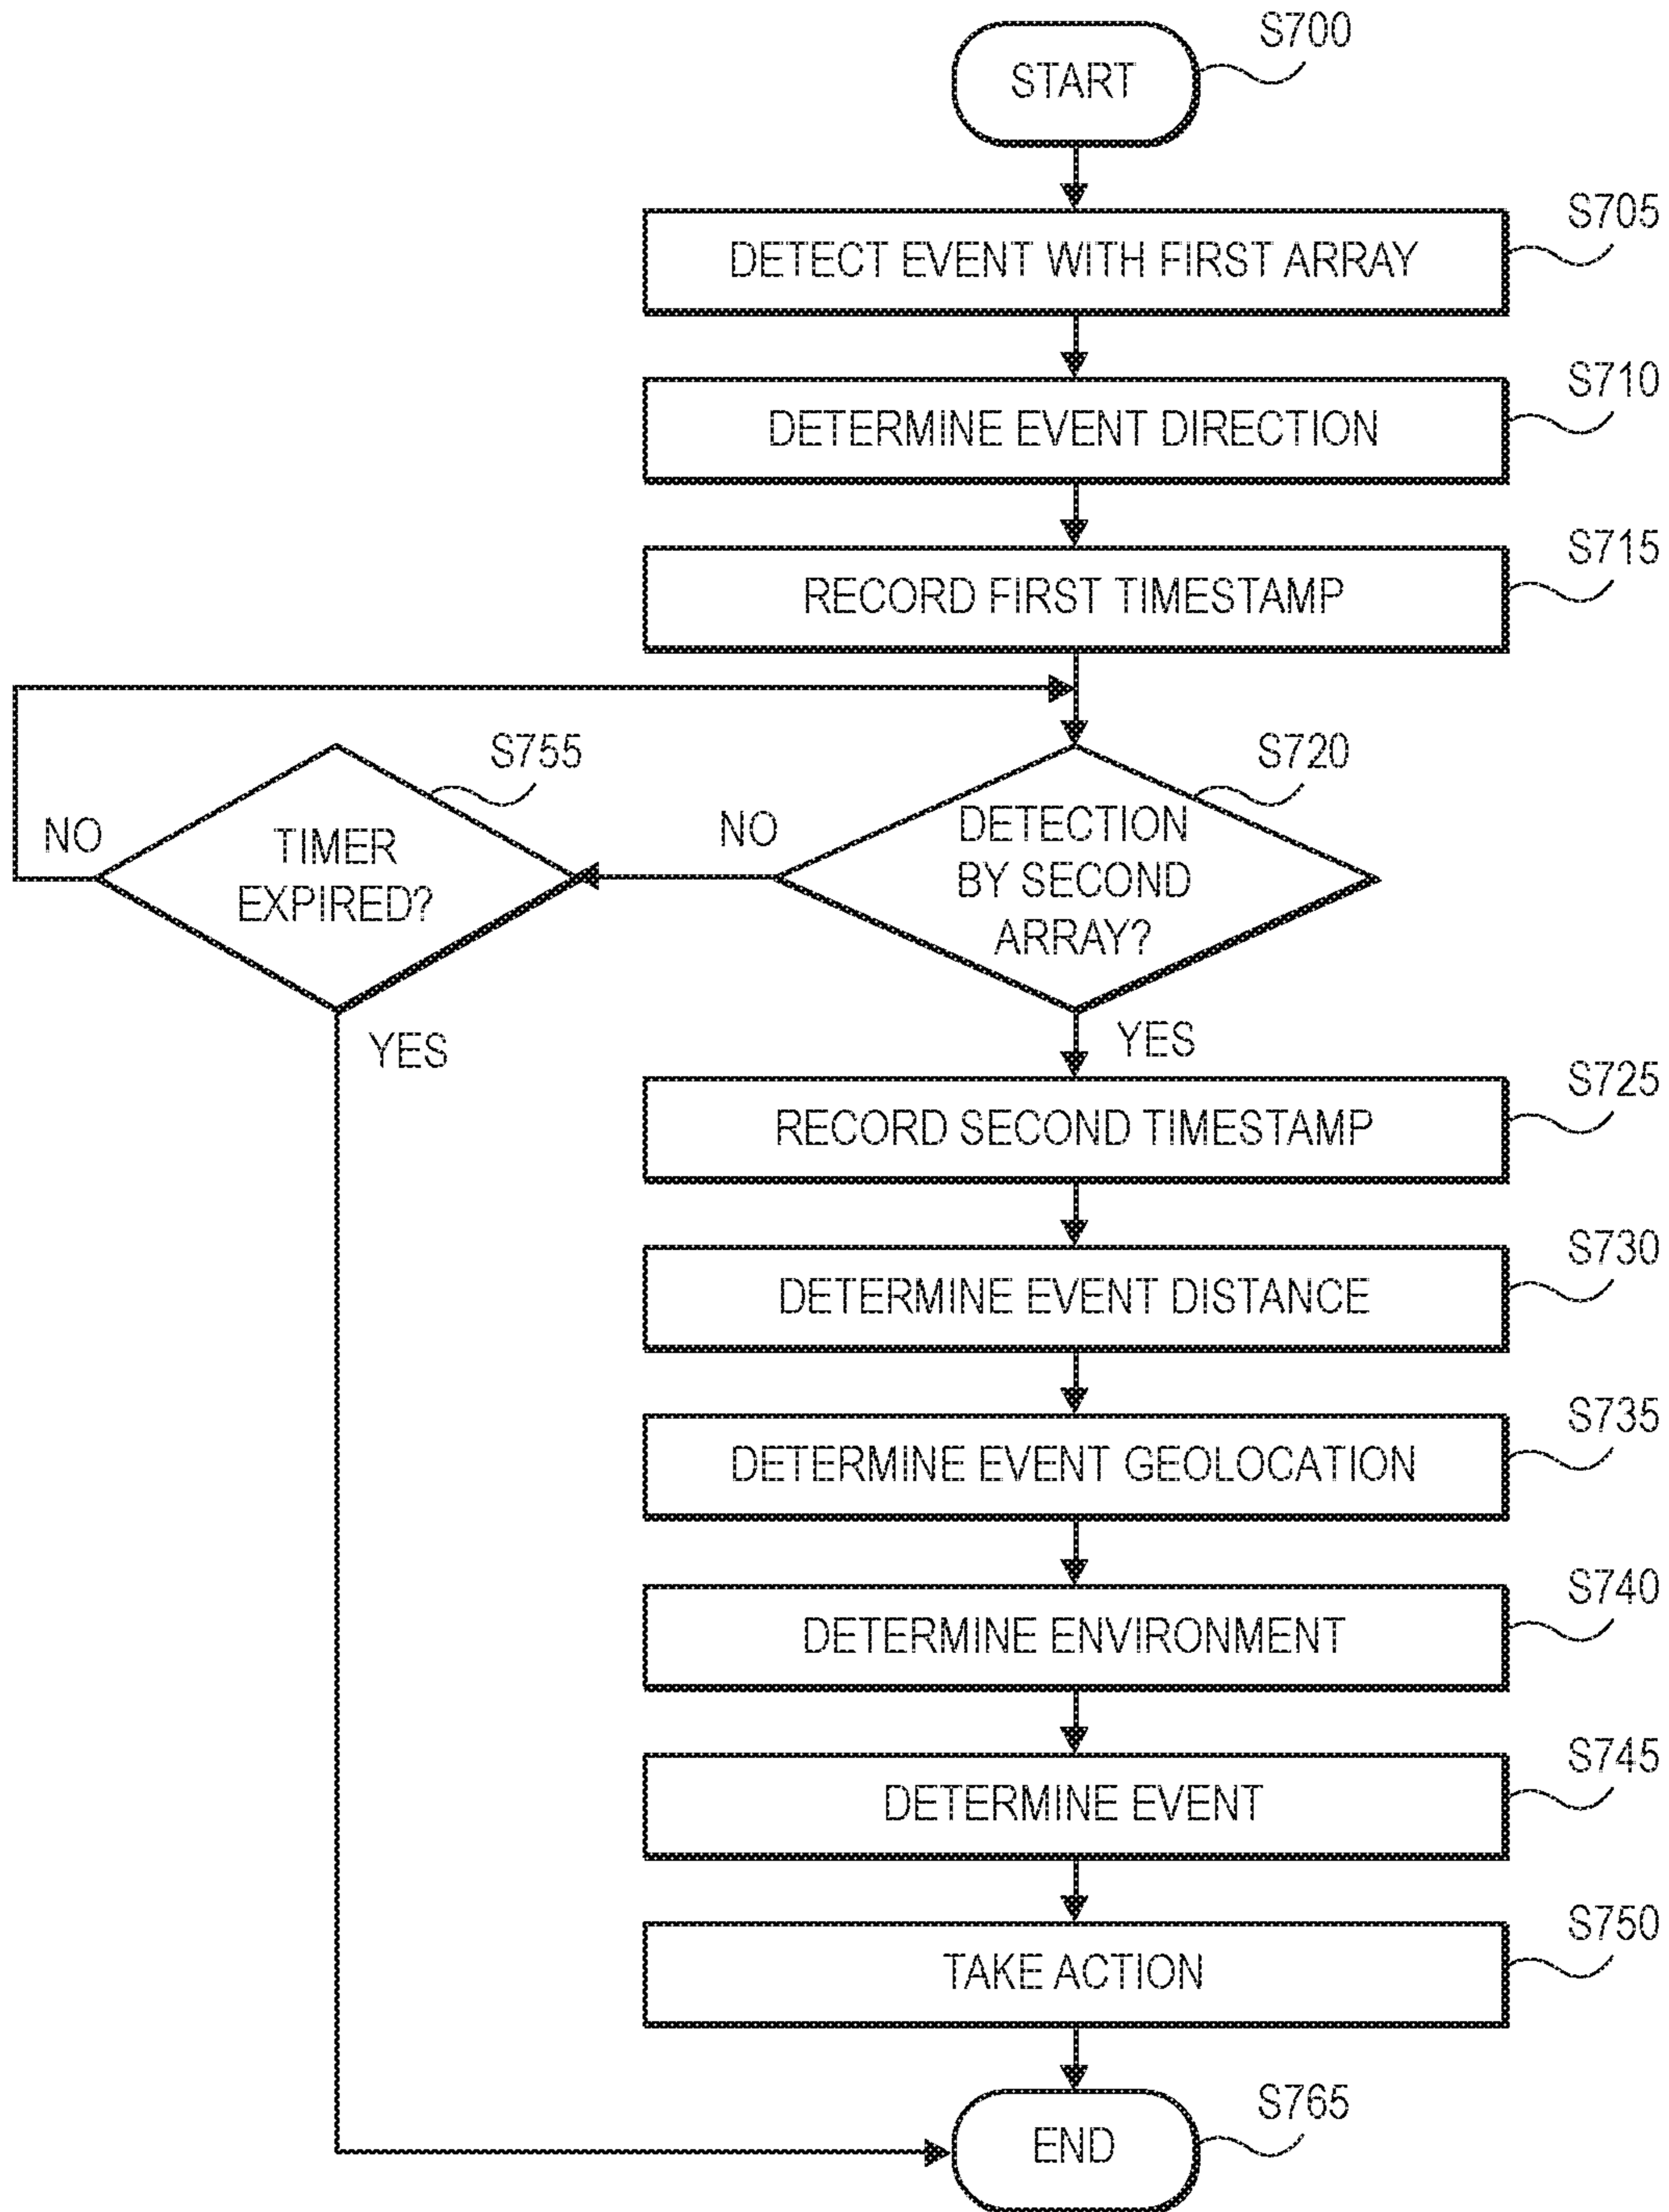 S700
START
S705
DETECT EVENT WITH FIRST ARRAY
S710
DETERMINE EVENT DIRECTION
S715
RECORD FIRST TIMESTAMP
S755
S720
NO
TIMER
EXPIRED?
NO
DETECTION
BY SECOND
ARRAY?
YES
YES
S725
RECORD SECOND TIMESTAMP
S730
DETERMINE EVENT DISTANCE
S735
DETERMINE EVENT GEOLOCATION
S740
DETERMINE ENVIRONMENT
S745
DETERMINE EVENT
S750
TAKE ACTION
S765
END